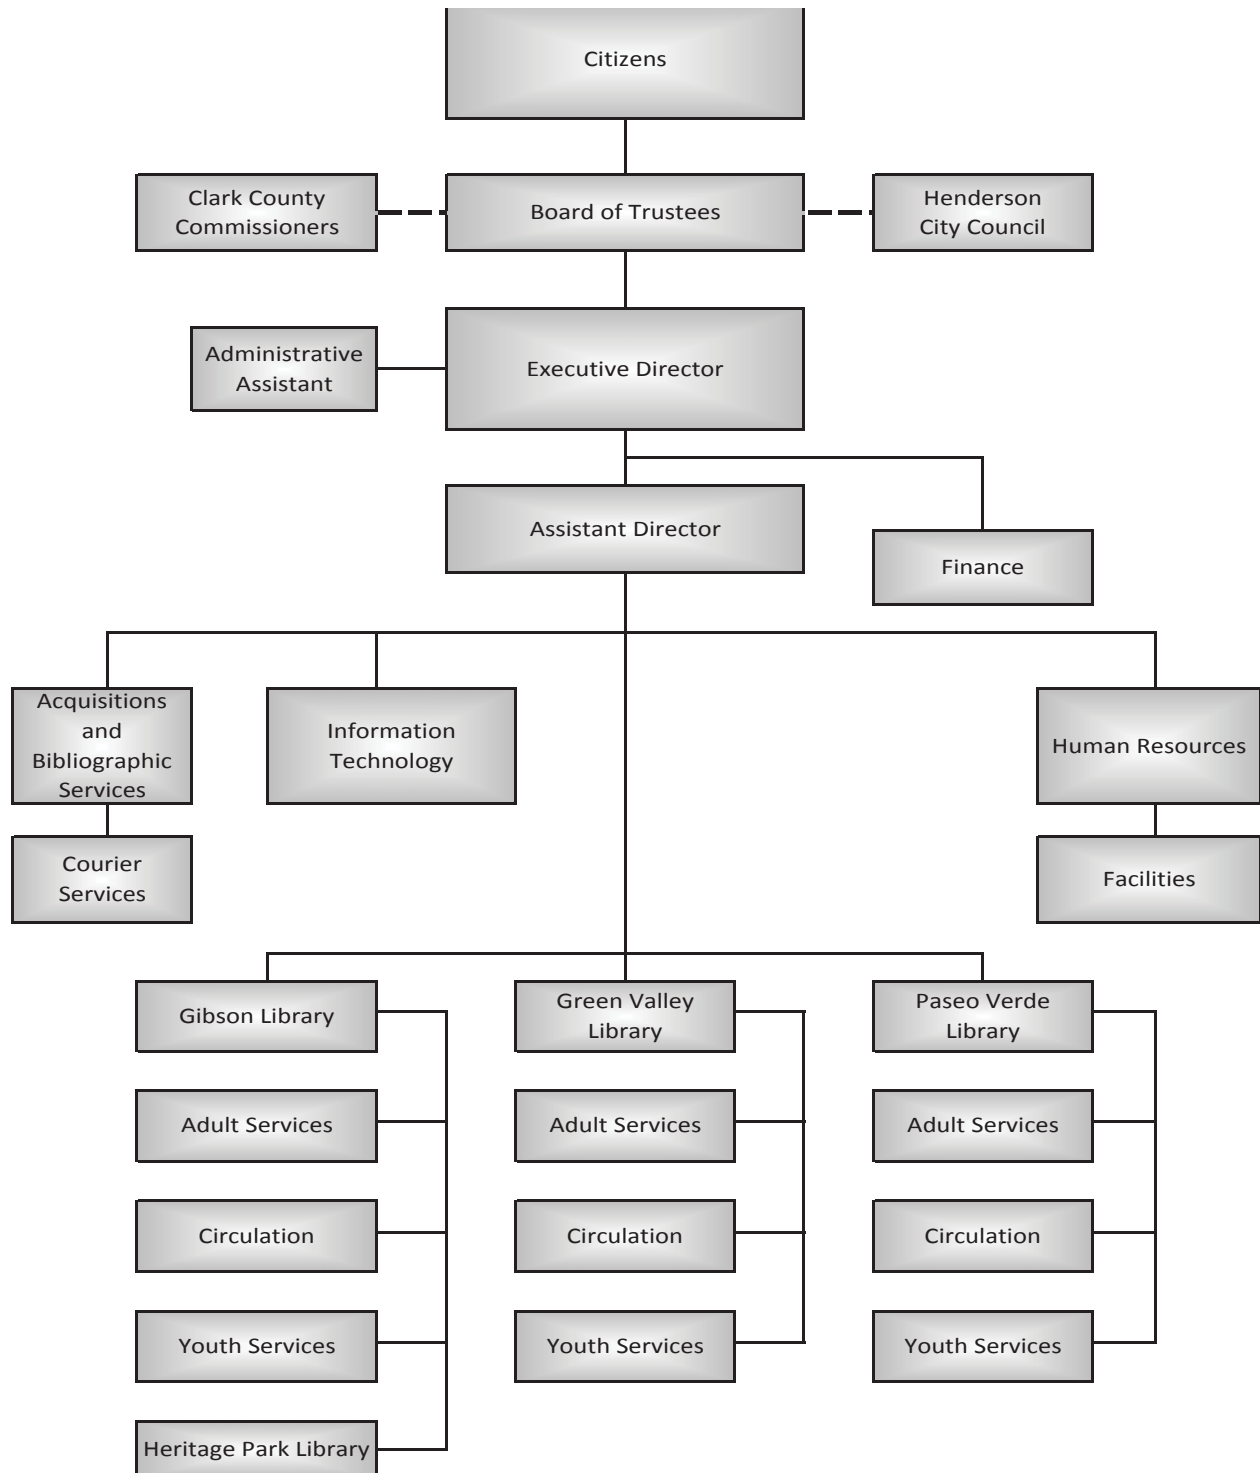 Citizens
Clark County
Commissioners
Board of Trustees
Henderson
City Council
Administrative
Assistant
Executive Director
Assistant Director
Finance
Acquisitions
and
Bibliographic
Services
Information
Technology
Human Resources
Courier
Services
Facilities
Gibson Library
Green Valley
Library
Paseo Verde
Library
Adult Services
Adult Services
Adult Services
Circulation
Circulation
Circulation
Youth Services
Youth Services
Youth Services
Heritage Park Library